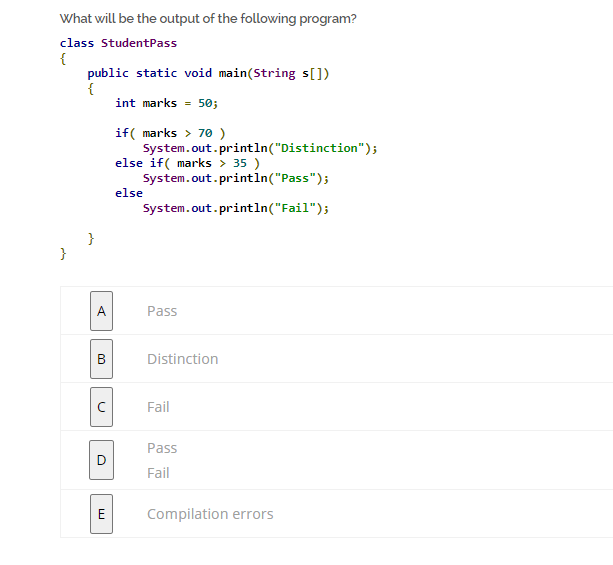 What will be the output of the following program?
class StudentPass
{
    public static void main(String s[])
    {
        int marks = 50;
        if( marks > 70 )
            System.out.println("Distinction");
        else if( marks > 35 )
            System.out.println("Pass");
        else
            System.out.println("Fail");
    }
}
A Pass
B Distinction
C Fail
D Pass
Fail
E Compilation errors